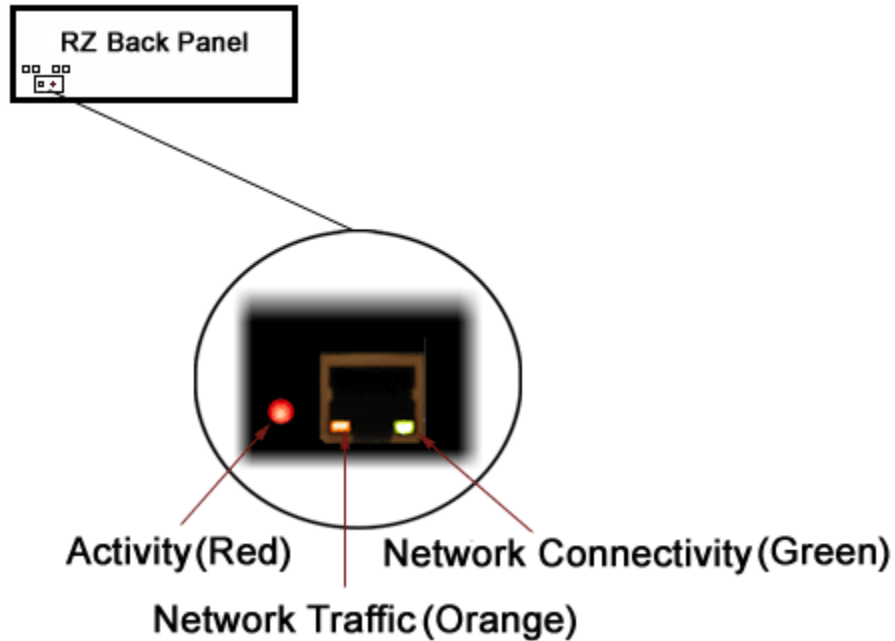 RZ Back Panel
Activity (Red)
Network Connectivity (Green)
Network Traffic (Orange)